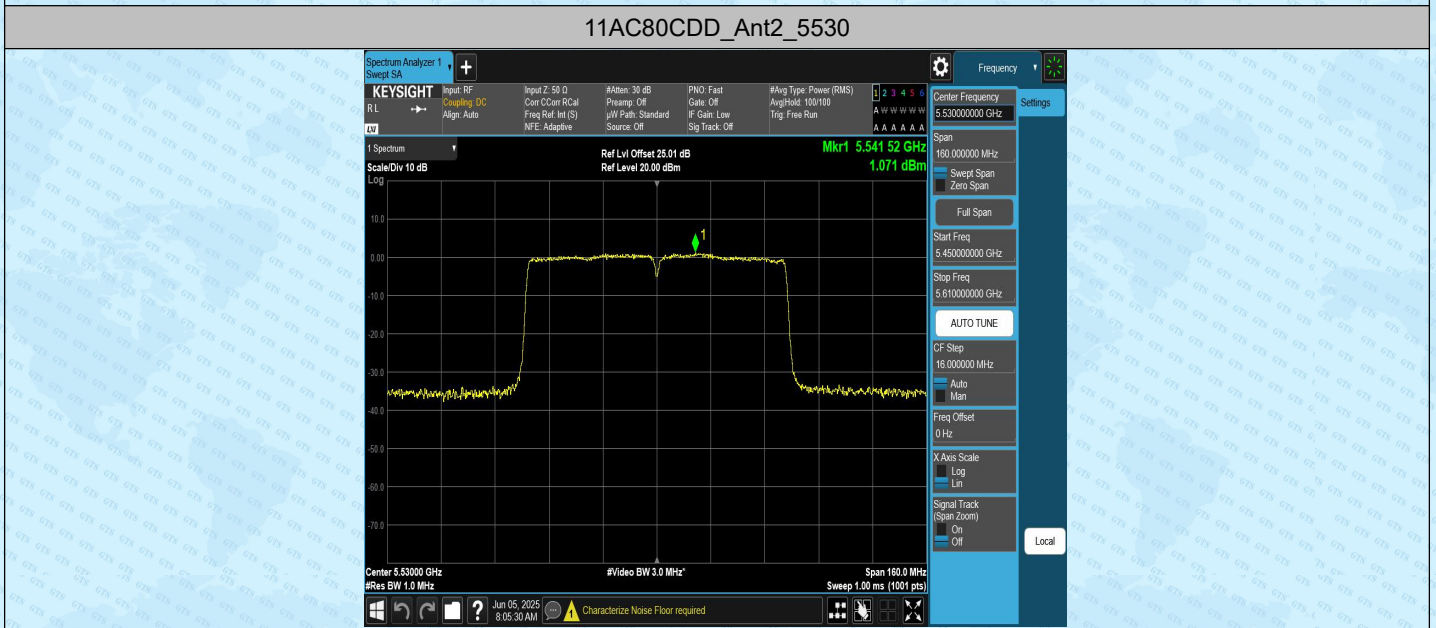 11AC80CDD_Ant2_5530
Spectrum Analyzer 1
Swept SA
Frequency
KEYSIGHT
R L
LXI
Input: RF
Coupling: DC
Align: Auto
Input Z: 50 Ω
Corr CCorr RCal
Freq Ref: Int (S)
NFE: Adaptive
#Atten: 30 dB
Preamp: Off
µW Path: Standard
Source: Off
PNO: Fast
Gate: Off
IF Gain: Low
Sig Track: Off
#Avg Type: Power (RMS)
Avg|Hold: 100/100
Trig: Free Run
1 2 3 4 5 6
A W W W W W
A A A A A A
1 Spectrum
Scale/Div 10 dB
Log
Ref Lvl Offset 25.01 dB
Ref Level 20.00 dBm
Mkr1 5.541 52 GHz
1.071 dBm
1
10.0
0.00
-10.0
-20.0
-30.0
-40.0
-50.0
-60.0
-70.0
Center 5.53000 GHz
#Res BW 1.0 MHz
#Video BW 3.0 MHz*
Span 160.0 MHz
Sweep 1.00 ms (1001 pts)
Center Frequency
5.530000000 GHz
Settings
Span
160.000000 MHz
Swept Span
Zero Span
Full Span
Start Freq
5.450000000 GHz
Stop Freq
5.610000000 GHz
AUTO TUNE
CF Step
16.000000 MHz
Auto
Man
Freq Offset
0 Hz
X Axis Scale
Log
Lin
Signal Track
(Span Zoom)
On
Off
Local
Jun 05, 2025
8:05:30 AM
Characterize Noise Floor required